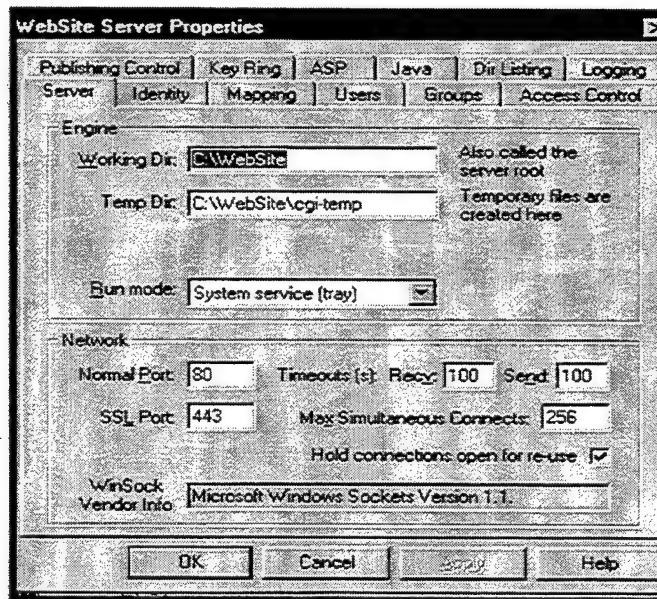 WebSite Server Properties
Publishing Control Key Ring ASP Java Dir Listing Logging
Server Identity Mapping Users Groups Access Control
Engine
Working Dir: C:\WebSite Also called the
server root
Temp Dir: C:\WebSite\cgi-temp Temporary files are
created here
Run mode: System service (tray)
Network
Normal Port: 80 Timeouts (s): Recv: 100 Send: 100
SSL Port: 443 Max Simultaneous Connects: 256
Hold connections open for re-use
WinSock
Vendor Info Microsoft Windows Sockets Version 1.1.
OK Cancel Apply Help